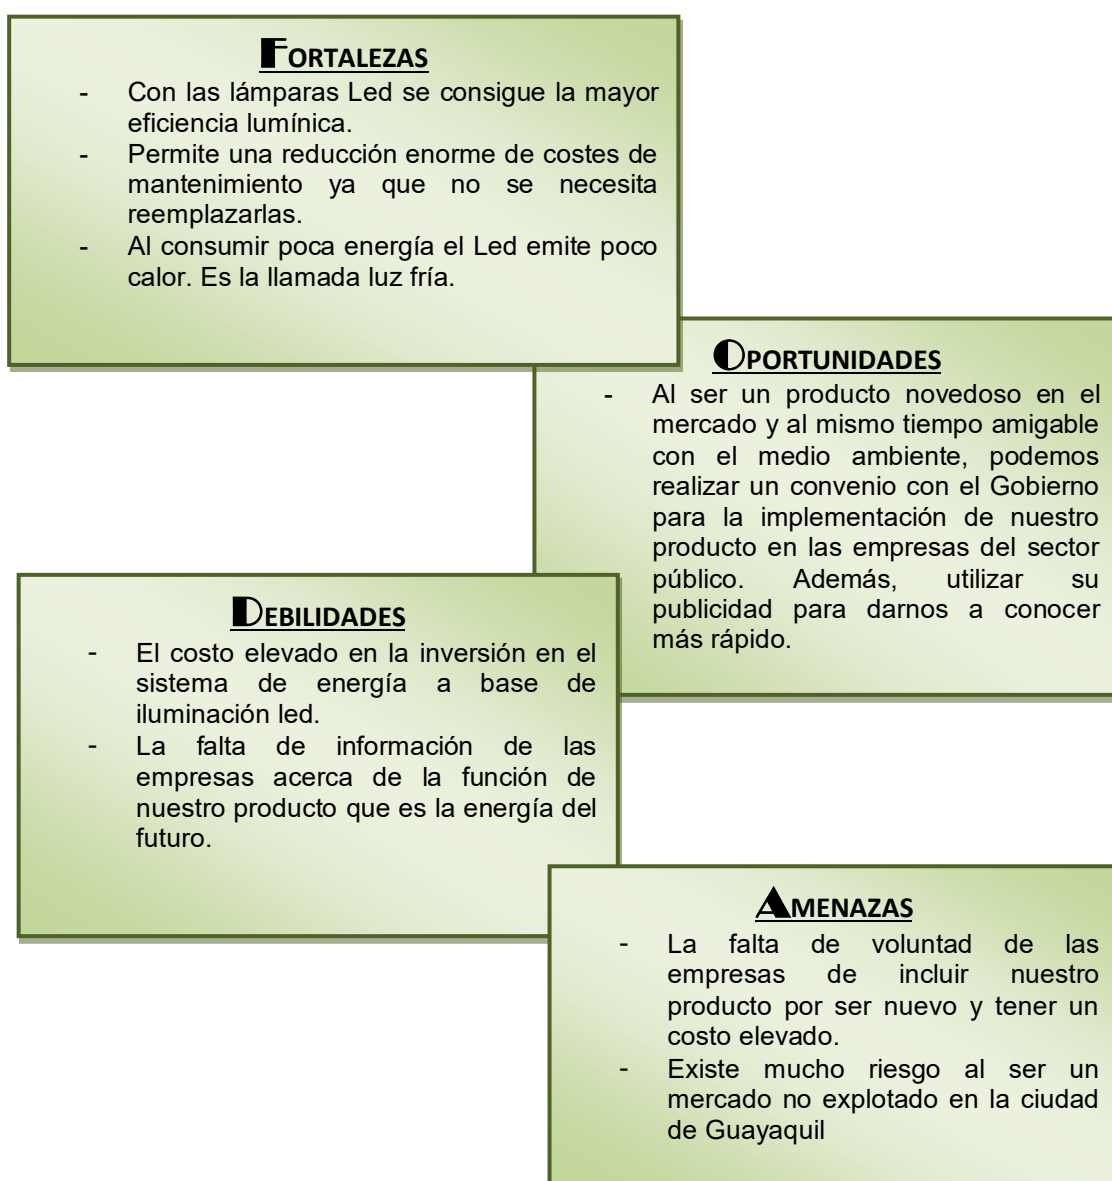 FORTALEZAS
- Con las lámparas Led se consigue la mayor
eficiencia lumínica.
- Permite una reducción enorme de costes de
mantenimiento ya que no se necesita
reemplazarlas.
- Al consumir poca energía el Led emite poco
calor. Es la llamada luz fría.
OPORTUNIDADES
- Al ser un producto novedoso en el
mercado y al mismo tiempo amigable
con el medio ambiente, podemos
realizar un convenio con el Gobierno
para la implementación de nuestro
producto en las empresas del sector
público. Además, utilizar su
publicidad para darnos a conocer
más rápido.
DEBILIDADES
- El costo elevado en la inversión en el
sistema de energía a base de
iluminación led.
- La falta de información de las
empresas acerca de la función de
nuestro producto que es la energía del
futuro.
AMENAZAS
- La falta de voluntad de las
empresas de incluir nuestro
producto por ser nuevo y tener un
costo elevado.
- Existe mucho riesgo al ser un
mercado no explotado en la ciudad
de Guayaquil